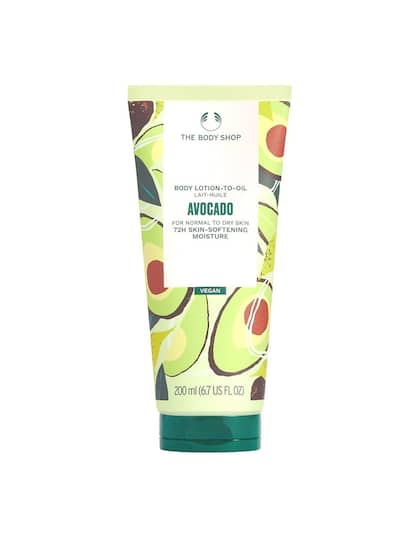 THE BODY SHOP
BODY LOTION-TO-OIL
LAIT-HUILE
AVOCADO
FOR NORMAL TO DRY SKIN
72H SKIN-SOFTENING
MOISTURE
VEGAN
200 ml (6.7 US FL OZ)